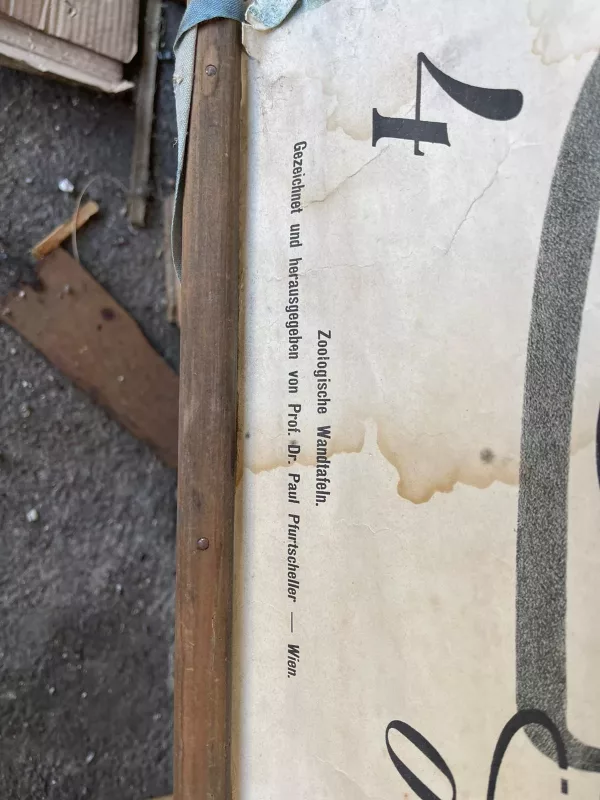 4
Zoologische Wandtafeln.
Gezeichnet und herausgegeben von Prof. Dr. Paul Pfurtscheller — Wien.